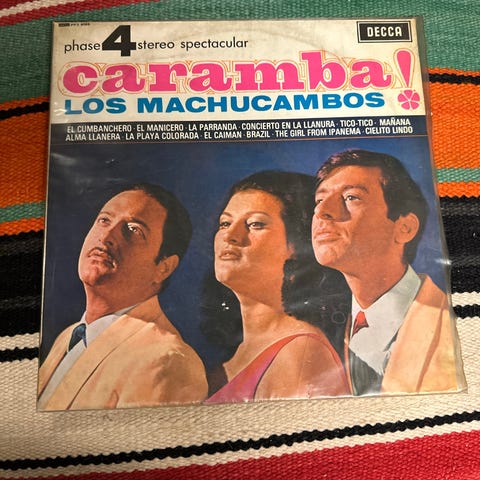 phase 4 stereo spectacular
DECCA
caramba!
LOS MACHUCAMBOS
EL CUMBANCHERO · EL MANICERO · LA PARRANDA · CONCIERTO EN LA LLANURA · TICO-TICO · MAÑANA
ALMA LLANERA · LA PLAYA COLORADA · EL CAIMAN · BRAZIL · THE GIRL FROM IPANEMA · CIELITO LINDO